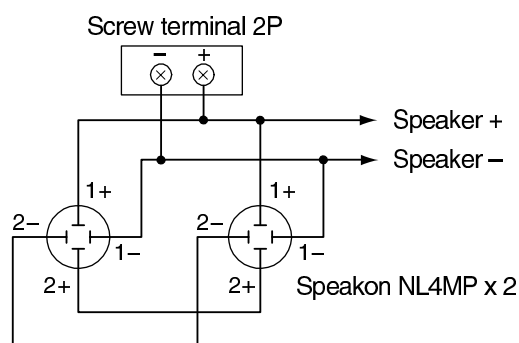 Screw terminal 2P
– +
Speaker +
Speaker –
1+ 1+
2– 2–
1– 1–
2+ 2+
Speakon NL4MP x 2